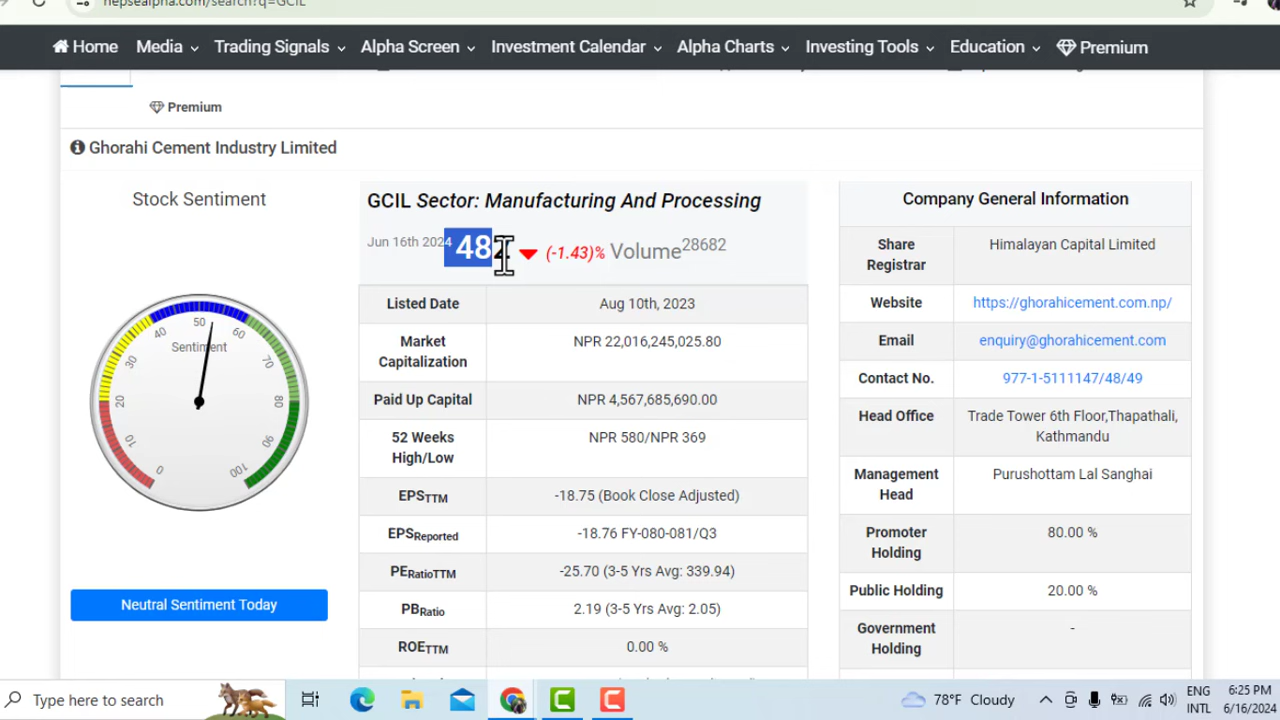 nepsealpha.com/search?q=GCIL
Home Media Trading Signals Alpha Screen Investment Calendar Alpha Charts Investing Tools Education Premium
Premium
Ghorahi Cement Industry Limited
Stock Sentiment
0 10 20 30 40 50 60 70 80 90 100
Sentiment
Neutral Sentiment Today
GCIL Sector: Manufacturing And Processing
Jun 16th 2024 482 (-1.43)% Volume 28682
Listed Date Aug 10th, 2023
Market Capitalization NPR 22,016,245,025.80
Paid Up Capital NPR 4,567,685,690.00
52 Weeks High/Low NPR 580/NPR 369
EPSTTM -18.75 (Book Close Adjusted)
EPSReported -18.76 FY-080-081/Q3
PERatioTTM -25.70 (3-5 Yrs Avg: 339.94)
PBRatio 2.19 (3-5 Yrs Avg: 2.05)
ROETTM 0.00 %
Company General Information
Share Registrar Himalayan Capital Limited
Website https://ghorahicement.com.np/
Email enquiry@ghorahicement.com
Contact No. 977-1-5111147/48/49
Head Office Trade Tower 6th Floor,Thapathali, Kathmandu
Management Head Purushottam Lal Sanghai
Promoter Holding 80.00 %
Public Holding 20.00 %
Government Holding -
Type here to search
78°F Cloudy
ENG INTL
6:25 PM
6/16/2024